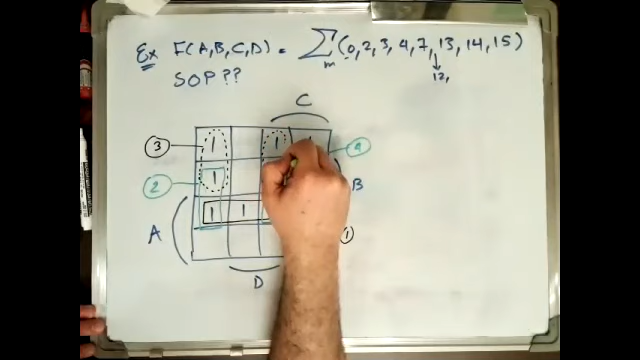 Ex F(A,B,C,D) = Σm (0,2,3,4,7,13,14,15)
12,
SOP ??
C
3 1 1 1 4
2 1 B
A 1 1 1
D